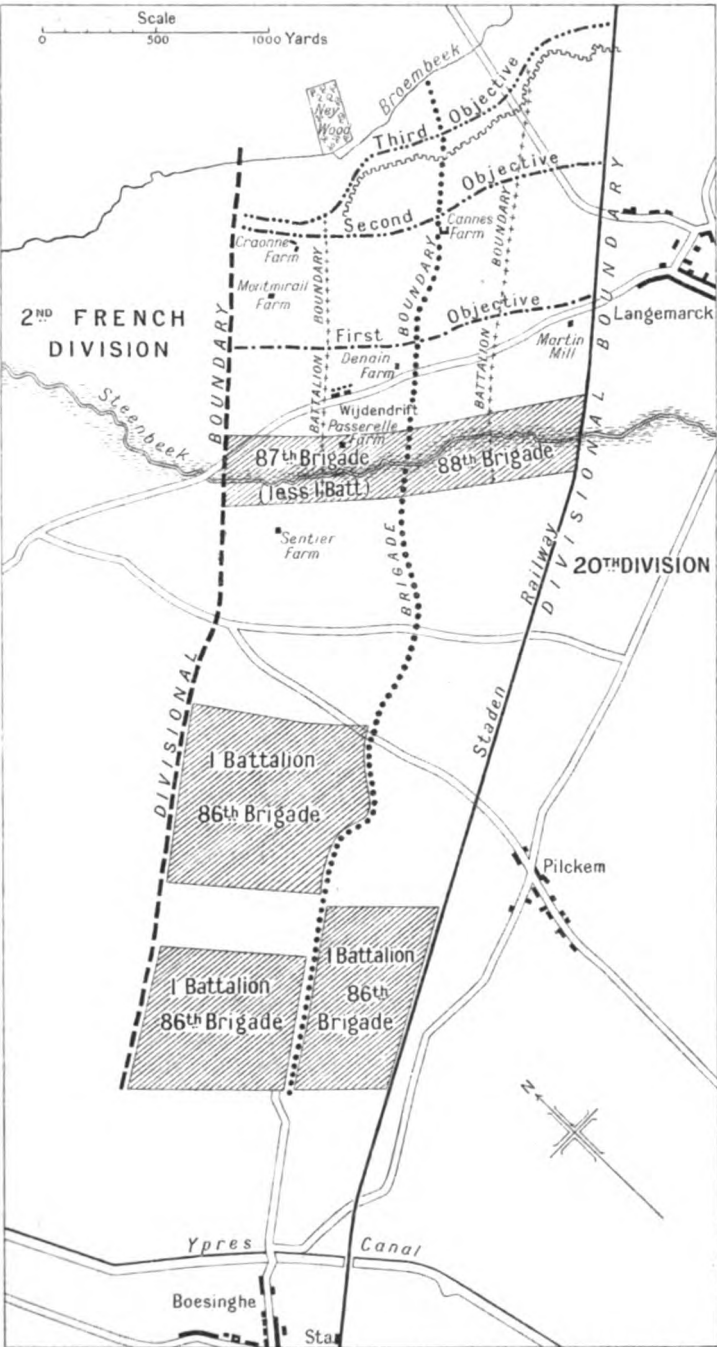 Scale
0 500 1000 Yards
Broembeek
Ney
Wood
Third Objective
Second Objective
Craonne
Farm
Cannes
Farm
Montmirail
Farm
BATTALION BOUNDARY
BATTALION BOUNDARY
2ND FRENCH
DIVISION
First Objective
Denain
Farm
Martin
Mill
Langemarck
Steenbeek
Wijdendrift
Passerelle
Farm
87th Brigade
(less 1 Batt)
88th Brigade
Sentier
Farm
BRIGADE BOUNDARY
DIVISIONAL BOUNDARY
DIVISIONAL BOUNDARY
20TH DIVISION
Staden Railway
1 Battalion
86th Brigade
Pilckem
1 Battalion
86th Brigade
1 Battalion
86th
Brigade
N
Ypres Canal
Boesinghe
Sta.